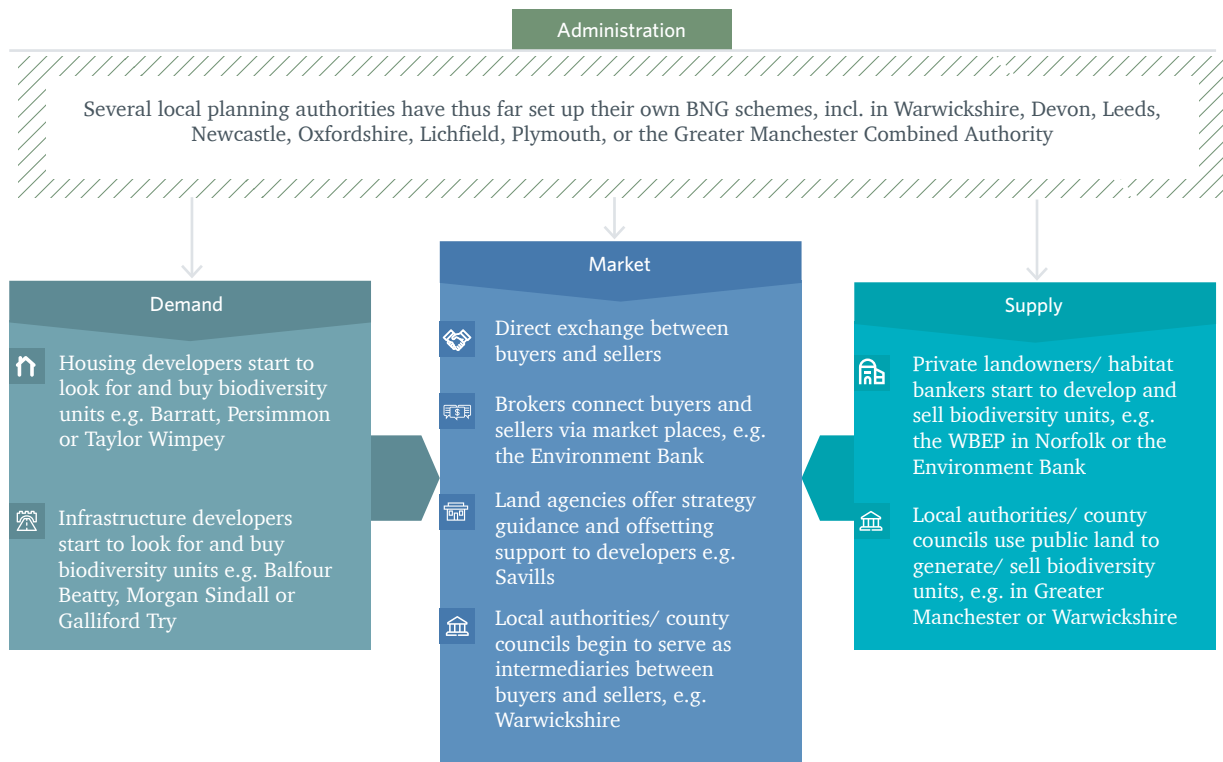 Administration
Several local planning authorities have thus far set up their own BNG schemes, incl. in Warwickshire, Devon, Leeds,
Newcastle, Oxfordshire, Lichfield, Plymouth, or the Greater Manchester Combined Authority
Demand
Housing developers start to
look for and buy biodiversity
units e.g. Barratt, Persimmon
or Taylor Wimpey
Infrastructure developers
start to look for and buy
biodiversity units e.g. Balfour
Beatty, Morgan Sindall or
Galliford Try
Market
Direct exchange between
buyers and sellers
Brokers connect buyers and
sellers via market places, e.g.
the Environment Bank
Land agencies offer strategy
guidance and offsetting
support to developers e.g.
Savills
Local authorities/ county
councils begin to serve as
intermediaries between
buyers and sellers, e.g.
Warwickshire
Supply
Private landowners/ habitat
bankers start to develop and
sell biodiversity units, e.g.
the WBEP in Norfolk or the
Environment Bank
Local authorities/ county
councils use public land to
generate/ sell biodiversity
units, e.g. in Greater
Manchester or Warwickshire